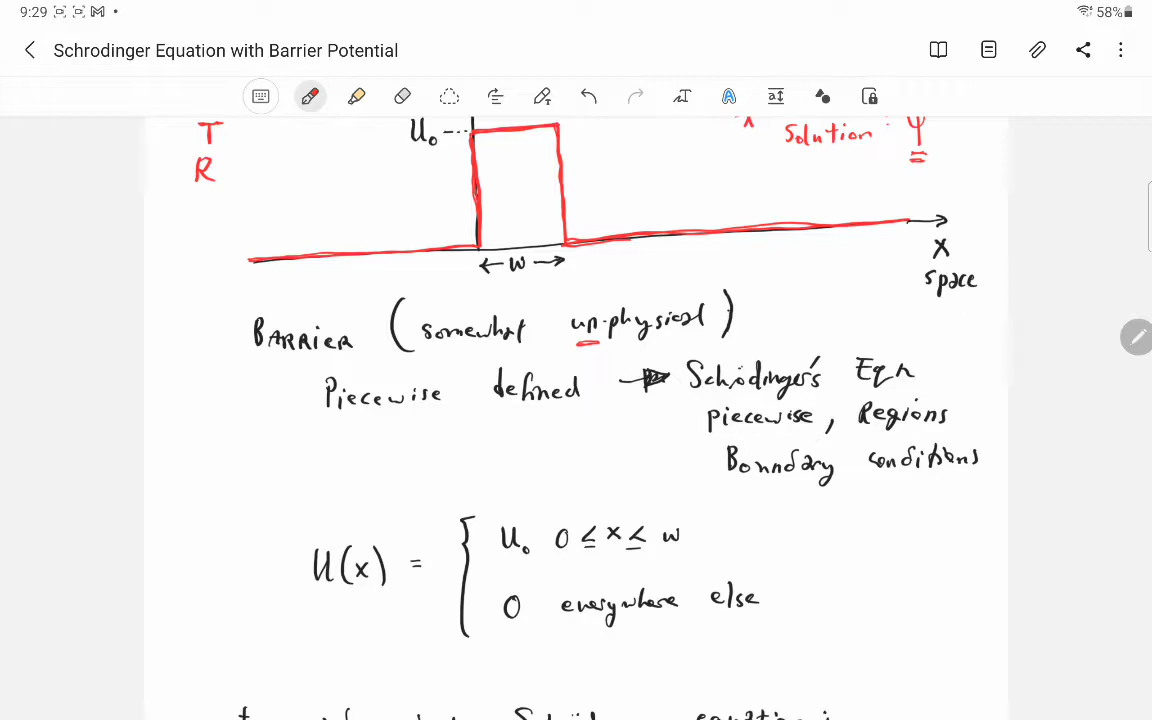 9:29
58%
Schrodinger Equation with Barrier Potential
T
R
U₀
Solution : ψ
← w →
X
space
BARRIER (somewhat un-physical)
Piecewise defined → Schödinger's Eqn
piecewise, Regions
Boundary conditions
U(x) = { U₀ 0 ≤ x ≤ w
0 everywhere else